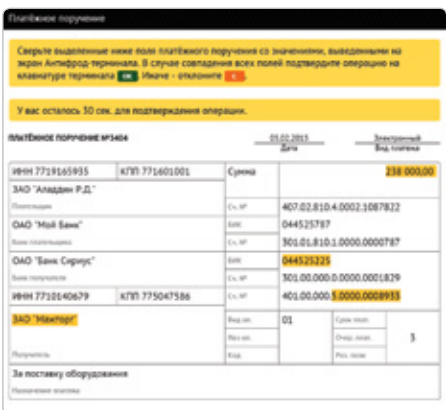 Платёжное поручение
Сверьте выделенные ниже поля платёжного поручения со значениями, выведенными на
экран Антифрод-терминала. В случае совпадения всех полей подтвердите операцию на
клавиатуре терминала OK. Иначе - отклоните C.
У вас осталось 30 сек. для подтверждения операции.
ПЛАТЁЖНОЕ ПОРУЧЕНИЕ №3404 03.02.2015 Электронный
Дата Вид платежа
ИНН 7719165935 КПП 771601001 Сумма 238 000,00
ЗАО "Аладдин Р.Д."
Плательщик Сч. № 407.02.810.4.0002.1087822
ОАО "Мой Банк" БИК 044525787
Банк плательщика Сч. № 301.01.810.1.0000.0000787
ОАО "Банк Сириус" БИК 044525225
Банк получателя Сч. № 301.00.000.0.0000.0001829
ИНН 7710140679 КПП 775047586 Сч. № 401.00.000.5.0000.0008933
ЗАО "Мажторг" Вид оп. 01 Срок плат.
Наз.пл. Очер. плат. 3
Получатель Код Рез. поле
За поставку оборудования
Назначение платежа